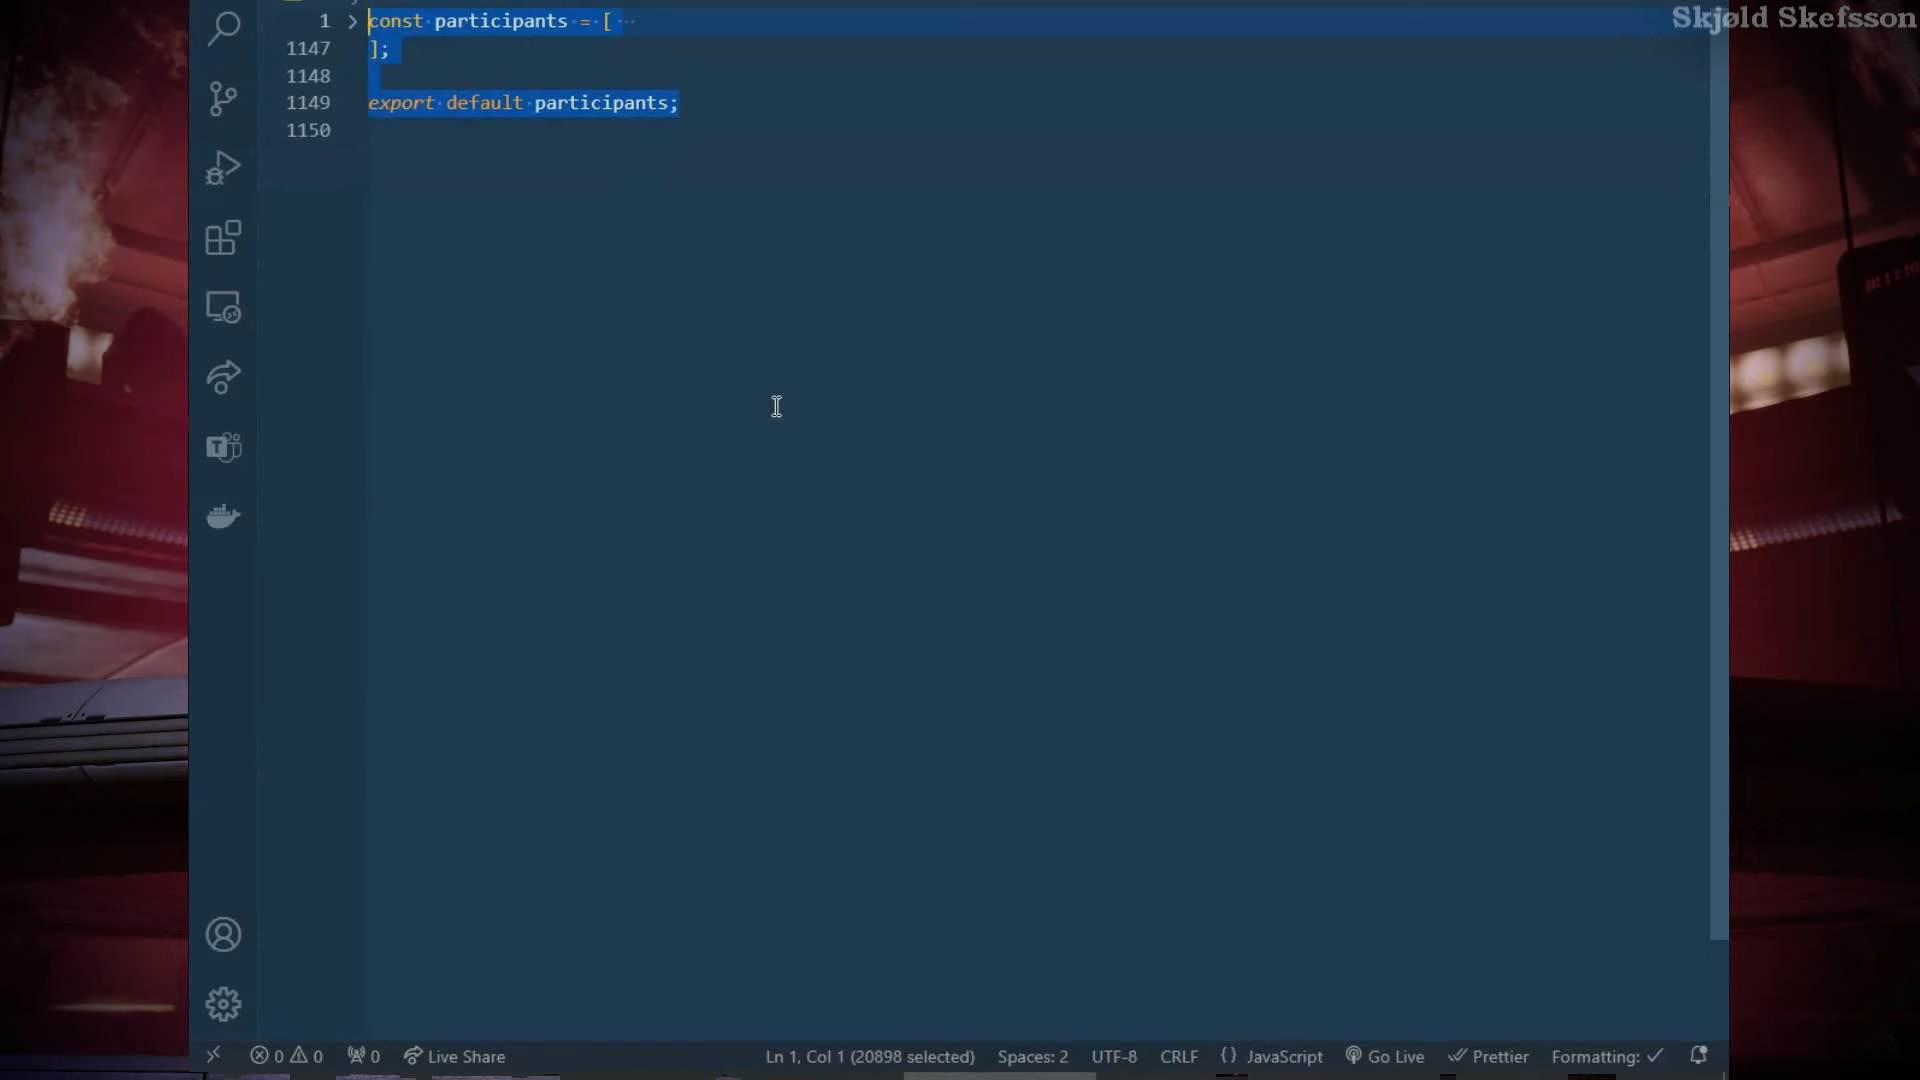 Skjøld Skefsson
1 const participants = [ ···
1147 ];
1148
1149 export default participants;
1150
T
0 0 0 Live Share Ln 1, Col 1 (20898 selected) Spaces: 2 UTF-8 CRLF {} JavaScript Go Live Prettier Formatting: ✓